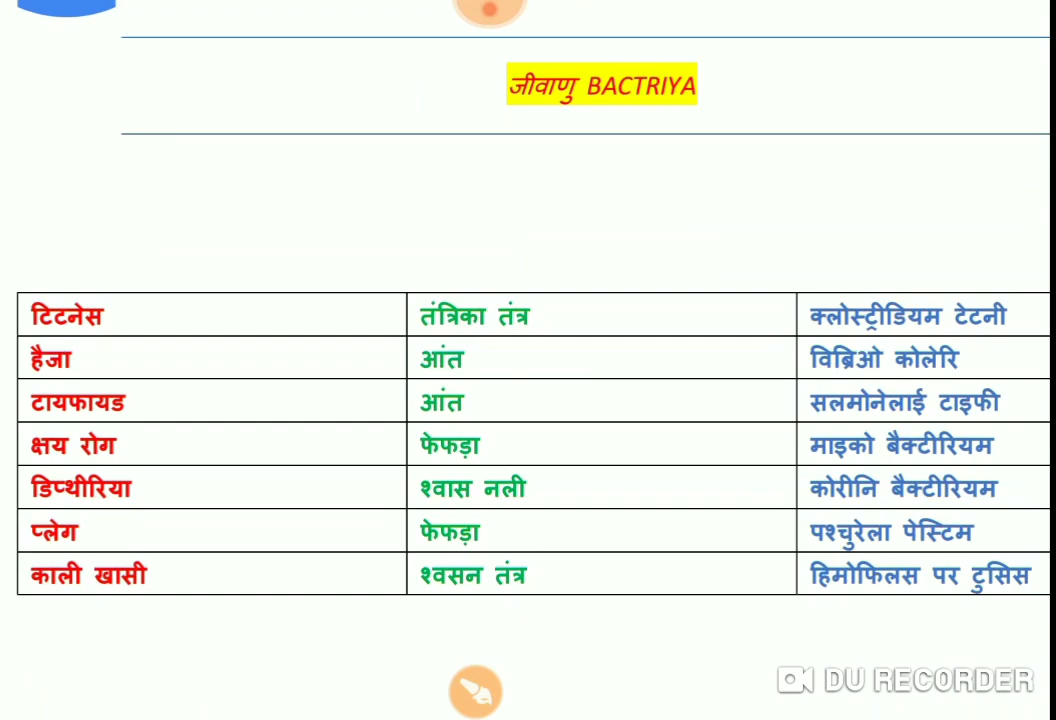 जीवाणु BACTRIYA
टिटनेस तंत्रिका तंत्र क्लोस्ट्रीडियम टेटनी
हैजा आंत विब्रिओ कोलेरि
टायफायड आंत सलमोनेलाई टाइफी
क्षय रोग फेफड़ा माइको बैक्टीरियम
डिप्थीरिया श्वास नली कोरीनि बैक्टीरियम
प्लेग फेफड़ा पश्चुरेला पेस्टिम
काली खासी श्वसन तंत्र हिमोफिलस पर टुसिस
DU RECORDER